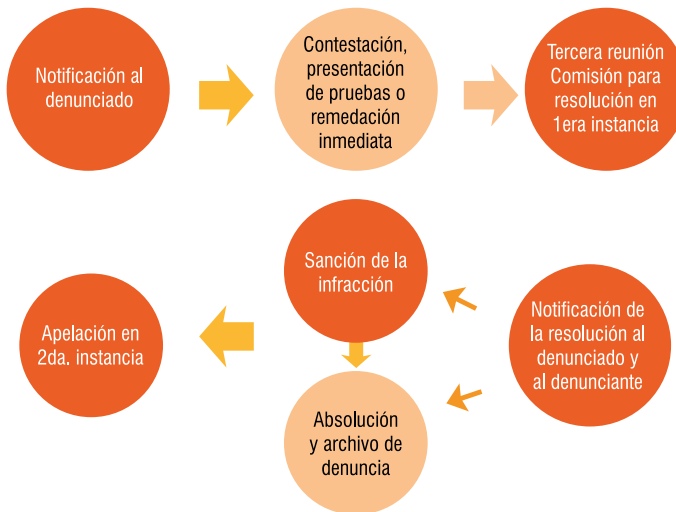 Notificación al
denunciado
Contestación,
presentación
de pruebas o
remedación
inmediata
Tercera reunión
Comisión para
resolución en
1era instancia
Sanción de la
infracción
Apelación en
2da. instancia
Notificación de
la resolución al
denunciado y
al denunciante
Absolución
y archivo de
denuncia